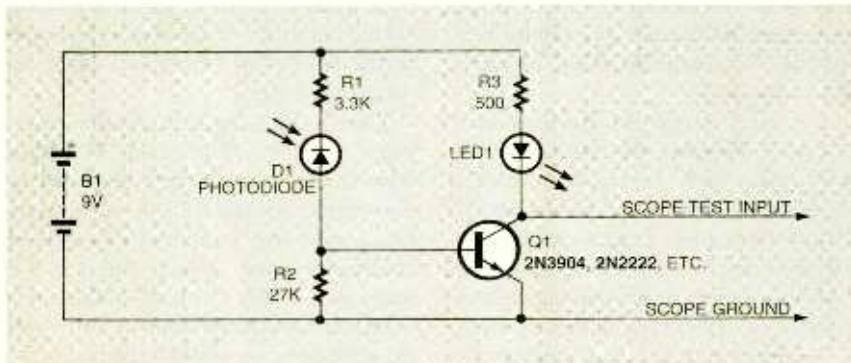 R1
3.3K
R3
500
B1
9V
D1
PHOTODIODE
LED1
SCOPE TEST INPUT
Q1
2N3904, 2N2222, ETC.
R2
27K
SCOPE GROUND